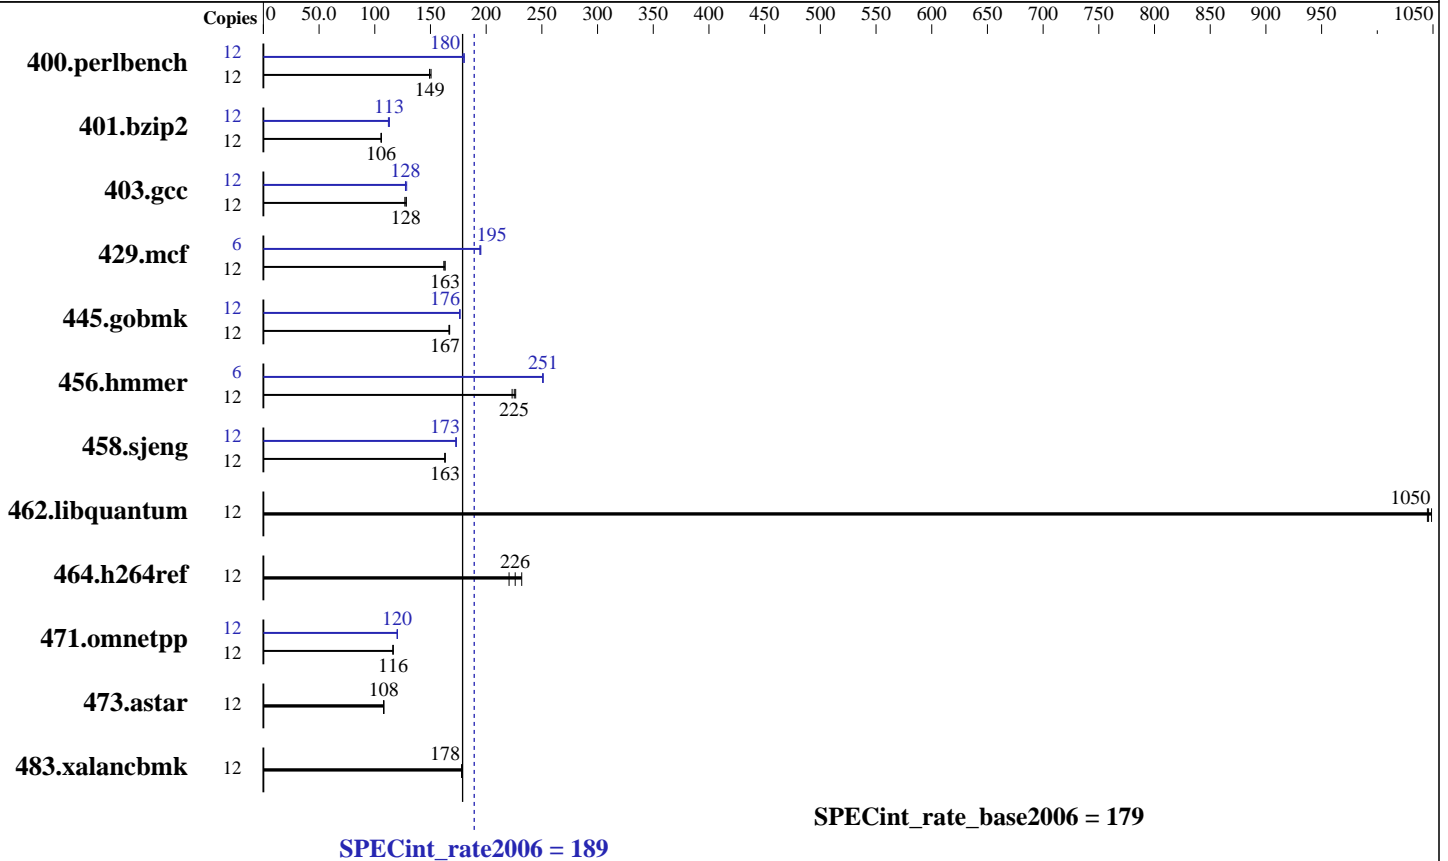 Copies 0 50.0 100 150 200 250 300 350 400 450 500 550 600 650 700 750 800 850 900 950 1050
400.perlbench 12 180
12 149
401.bzip2 12 113
12 106
403.gcc 12 128
12 128
429.mcf 6 195
12 163
445.gobmk 12 176
12 167
456.hmmer 6 251
12 225
458.sjeng 12 173
12 163
462.libquantum 12 1050
464.h264ref 12 226
471.omnetpp 12 120
12 116
473.astar 12 108
483.xalancbmk 12 178
SPECint_rate_base2006 = 179
SPECint_rate2006 = 189